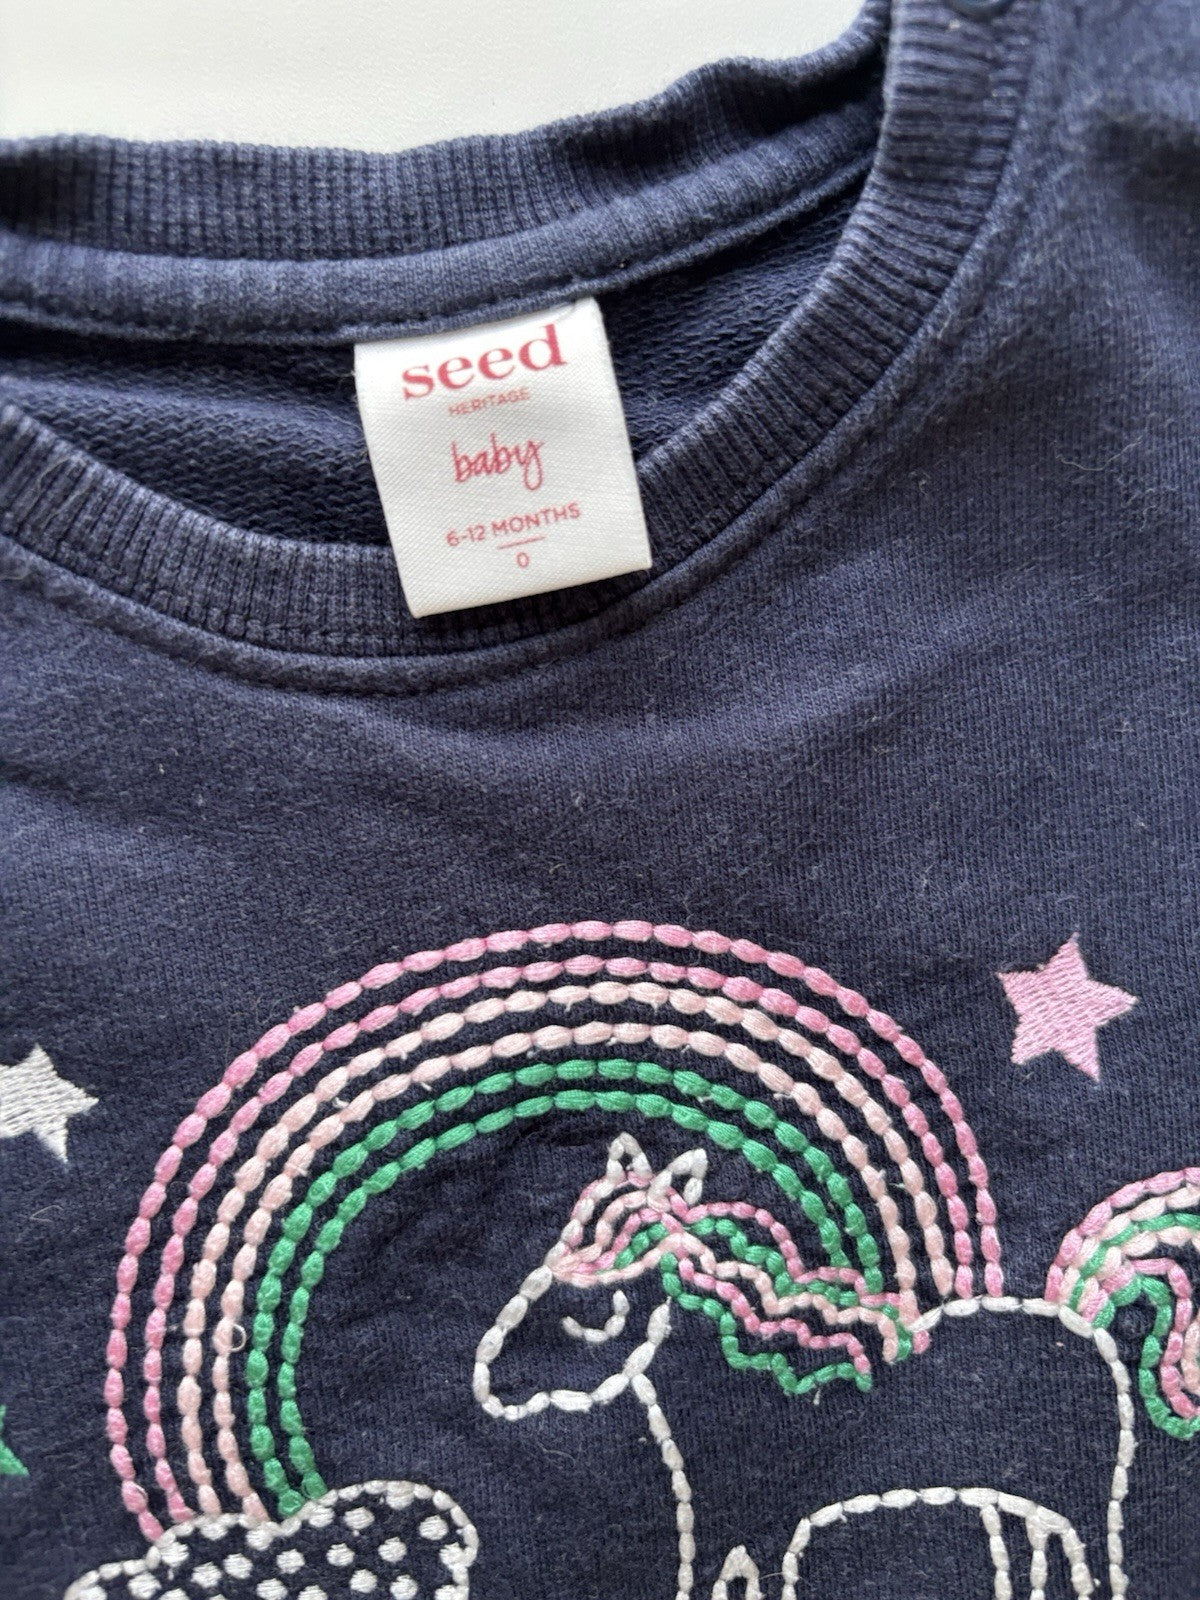 seed
HERITAGE
baby
6-12 MONTHS
0